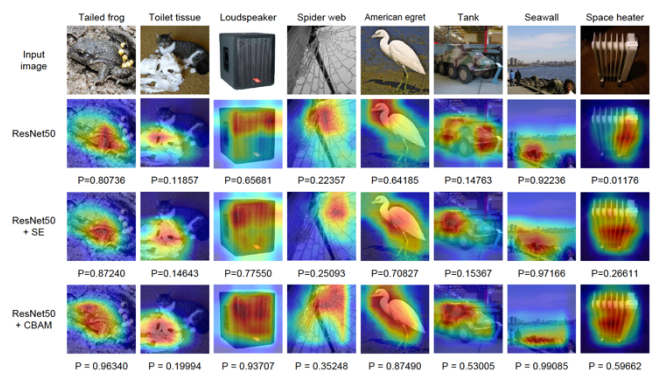 Tailed frog Toilet tissue Loudspeaker Spider web American egret Tank Seawall Space heater
Input
image
ResNet50
P=0.80736 P=0.11857 P=0.65681 P=0.22357 P=0.64185 P=0.14763 P=0.92236 P=0.01176
ResNet50
+ SE
P=0.87240 P=0.14643 P=0.77550 P=0.25093 P=0.70827 P=0.15367 P=0.97166 P=0.26611
ResNet50
+ CBAM
P = 0.96340 P = 0.19994 P = 0.93707 P = 0.35248 P = 0.87490 P = 0.53005 P = 0.99085 P = 0.59662